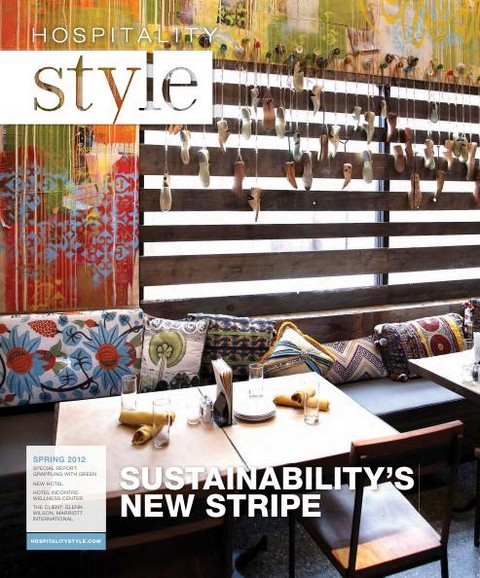 HOSPITALITY
style
SPRING 2012
SPECIAL REPORT:
GRAPPLING WITH GREEN
NEW HOTEL
HOTEL INCONTRO
WELLNESS CENTER
THE CLIENT: GLENN
WILSON, MARRIOTT
INTERNATIONAL
HOSPITALITYSTYLE.COM
SUSTAINABILITY'S
NEW STRIPE